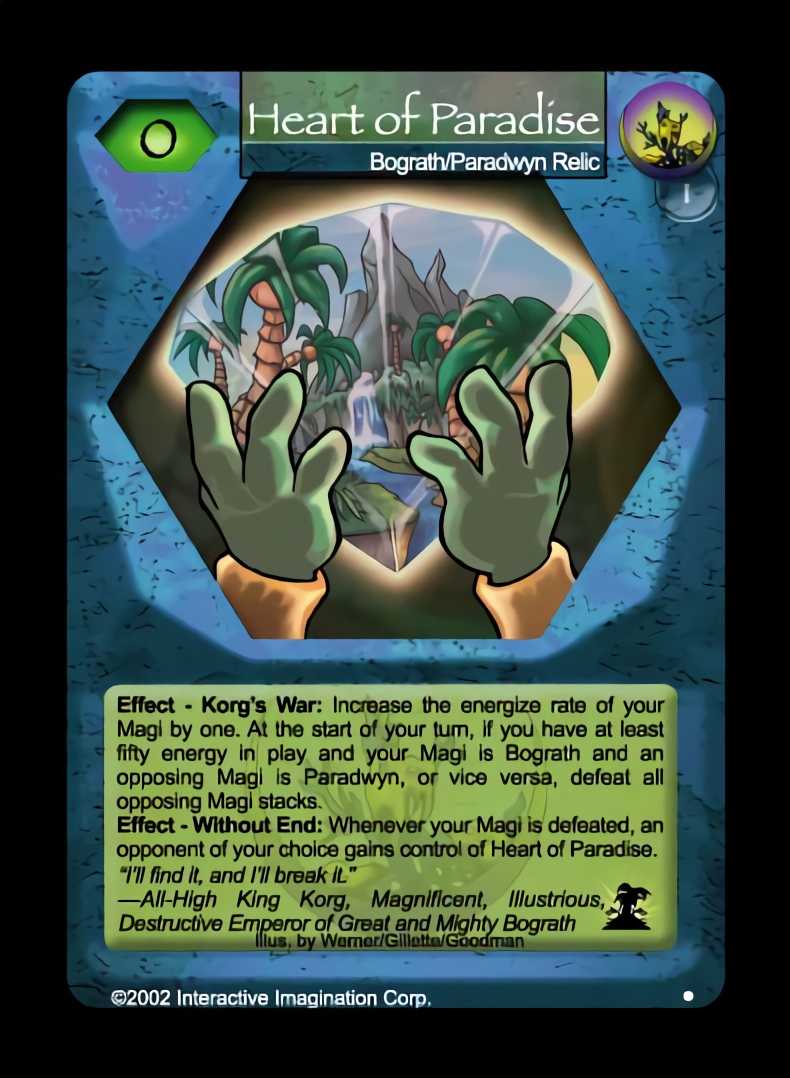 0
Heart of Paradise
Bograth/Paradwyn Relic
1
Effect - Korg's War: Increase the energize rate of your
Magi by one. At the start of your turn, if you have at least
fifty energy in play and your Magi is Bograth and an
opposing Magi is Paradwyn, or vice versa, defeat all
opposing Magi stacks.
Effect - Without End: Whenever your Magi is defeated, an
opponent of your choice gains control of Heart of Paradise.
"I'll find it, and I'll break it."
—All-High King Korg, Magnificent, Illustrious,
Destructive Emperor of Great and Mighty Bograth
Illus. by Werner/Gillette/Goodman
©2002 Interactive Imagination Corp.